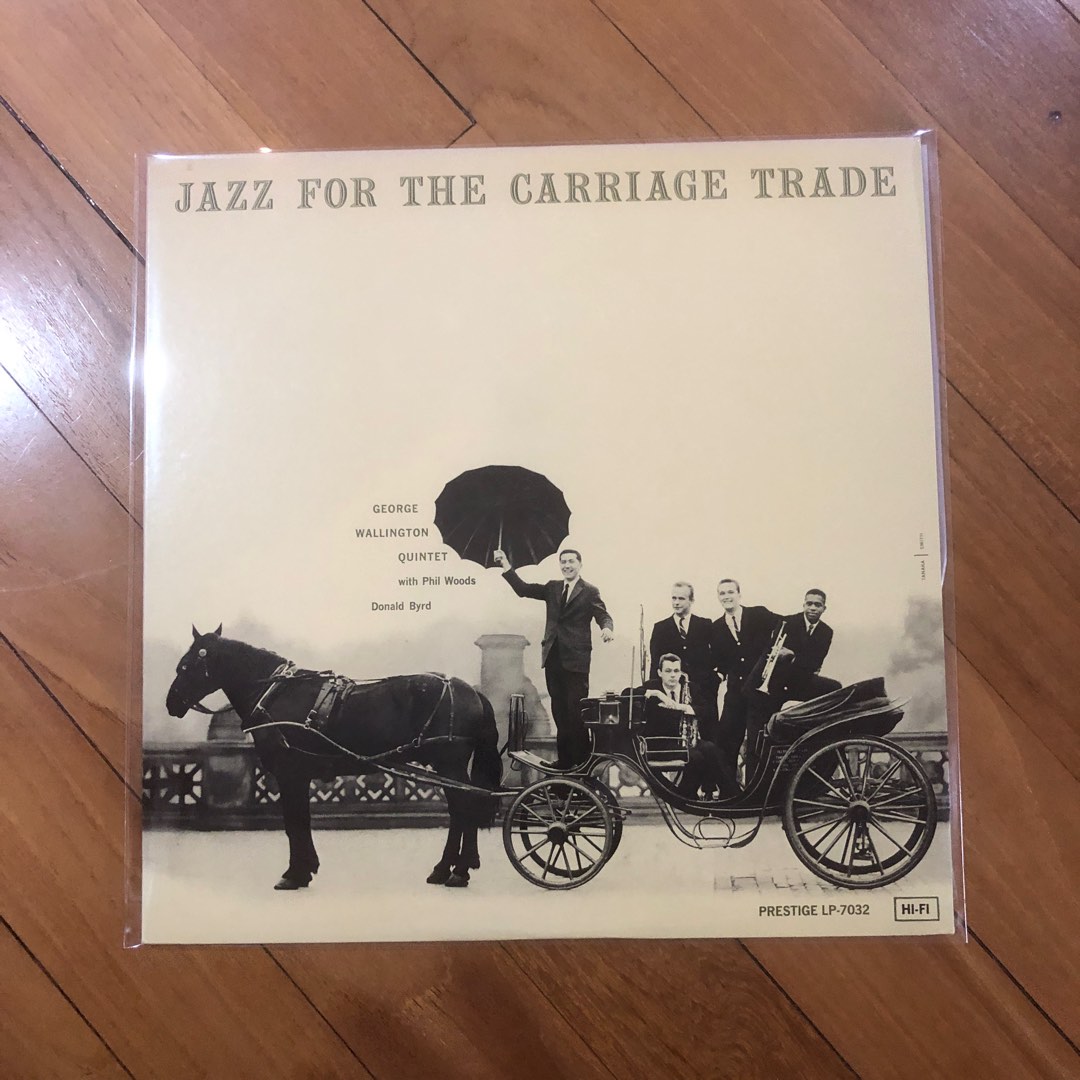 JAZZ FOR THE CARRIAGE TRADE
GEORGE
WALLINGTON
QUINTET
with Phil Woods
Donald Byrd
PRESTIGE LP-7032
HI-FI